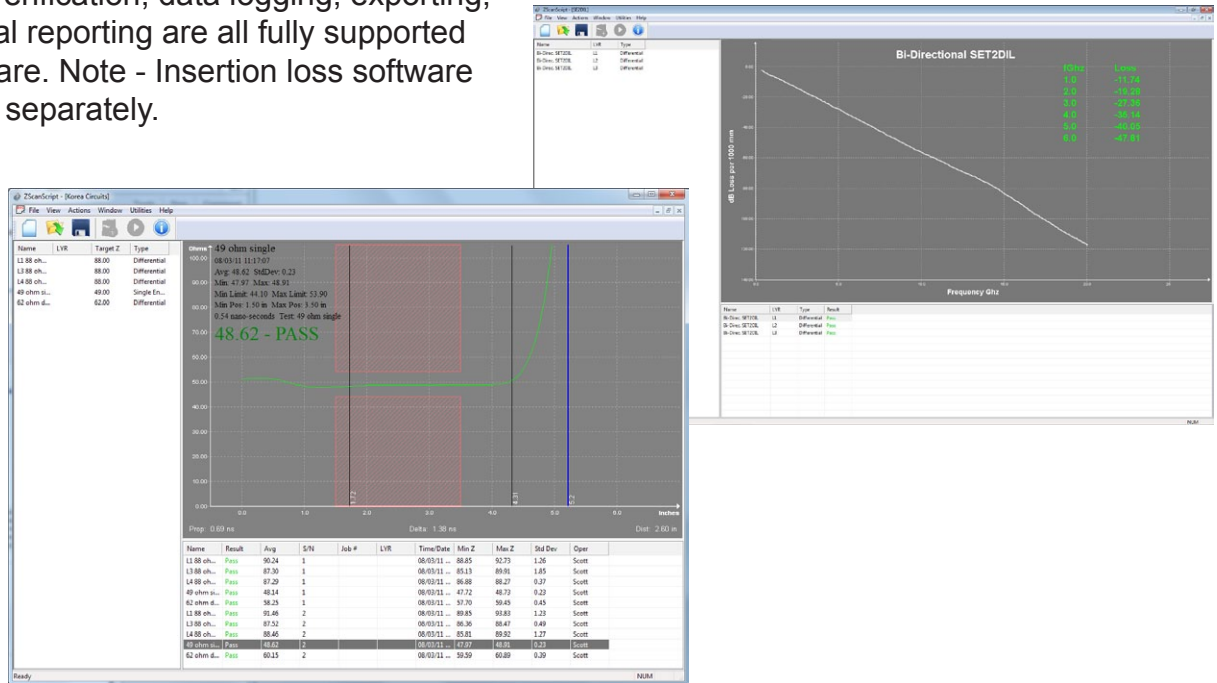 erification, data logging, exporting,
al reporting are all fully supported
are. Note - Insertion loss software
separately.
ZScanScript - [SE2DIL]
File View Actions Window Utilities Help
Name LYR Type
Bi-Direc. SET2DIL L1 Differential
Bi-Direc. SET2DIL L2 Differential
Bi-Direc. SET2DIL L3 Differential
Bi-Directional SET2DIL
fGhz Loss
1.0 -11.74
2.0 -19.28
3.0 -27.36
4.0 -35.14
5.0 -40.05
6.0 -47.91
dB Loss per 1000 mm
Frequency Ghz
Name LYR Type Result
Bi-Direc. SET2DIL L1 Differential Pass
Bi-Direc. SET2DIL L2 Differential Pass
Bi-Direc. SET2DIL L3 Differential Pass
NUM
ZScanScript - [Korea Circuits]
File View Actions Window Utilities Help
Name LYR Target Z Type
L1 88 oh... 88.00 Differential
L3 88 oh... 88.00 Differential
L4 88 oh... 88.00 Differential
49 ohm si... 49.00 Single En...
62 ohm d... 62.00 Differential
Ohms
49 ohm single
08/03/11 11:17:07
Avg: 48.62 StdDev: 0.23
Min: 47.97 Max: 48.91
Min Limit: 44.10 Max Limit: 53.90
Min Pos: 1.50 in Max Pos: 3.50 in
0.54 nano-seconds Test: 49 ohm single
48.62 - PASS
100.00
90.00
80.00
70.00
60.00
50.00
40.00
30.00
20.00
10.00
0.00
1.72 4.31 5.2
0.0 1.0 2.0 3.0 4.0 5.0 6.0 Inches
Prop: 0.69 ns Delta: 1.38 ns Dist: 2.60 in
Name Result Avg S/N Job # LYR Time/Date Min Z Max Z Std Dev Oper
L1 88 oh... Pass 90.24 1 08/03/11 ... 88.85 92.73 1.26 Scott
L3 88 oh... Pass 87.30 1 08/03/11 ... 85.13 89.91 1.85 Scott
L4 88 oh... Pass 87.29 1 08/03/11 ... 86.88 88.27 0.37 Scott
49 ohm si... Pass 48.14 1 08/03/11 ... 47.72 48.73 0.23 Scott
62 ohm d... Pass 58.25 1 08/03/11 ... 57.70 59.45 0.45 Scott
L1 88 oh... Pass 91.46 2 08/03/11 ... 89.85 93.83 1.23 Scott
L3 88 oh... Pass 87.52 2 08/03/11 ... 86.36 88.47 0.49 Scott
L4 88 oh... Pass 88.46 2 08/03/11 ... 85.81 89.92 1.27 Scott
49 ohm si... Pass 48.62 2 08/03/11 ... 47.97 48.91 0.23 Scott
62 ohm d... Pass 60.15 2 08/03/11 ... 59.59 60.89 0.39 Scott
Ready NUM